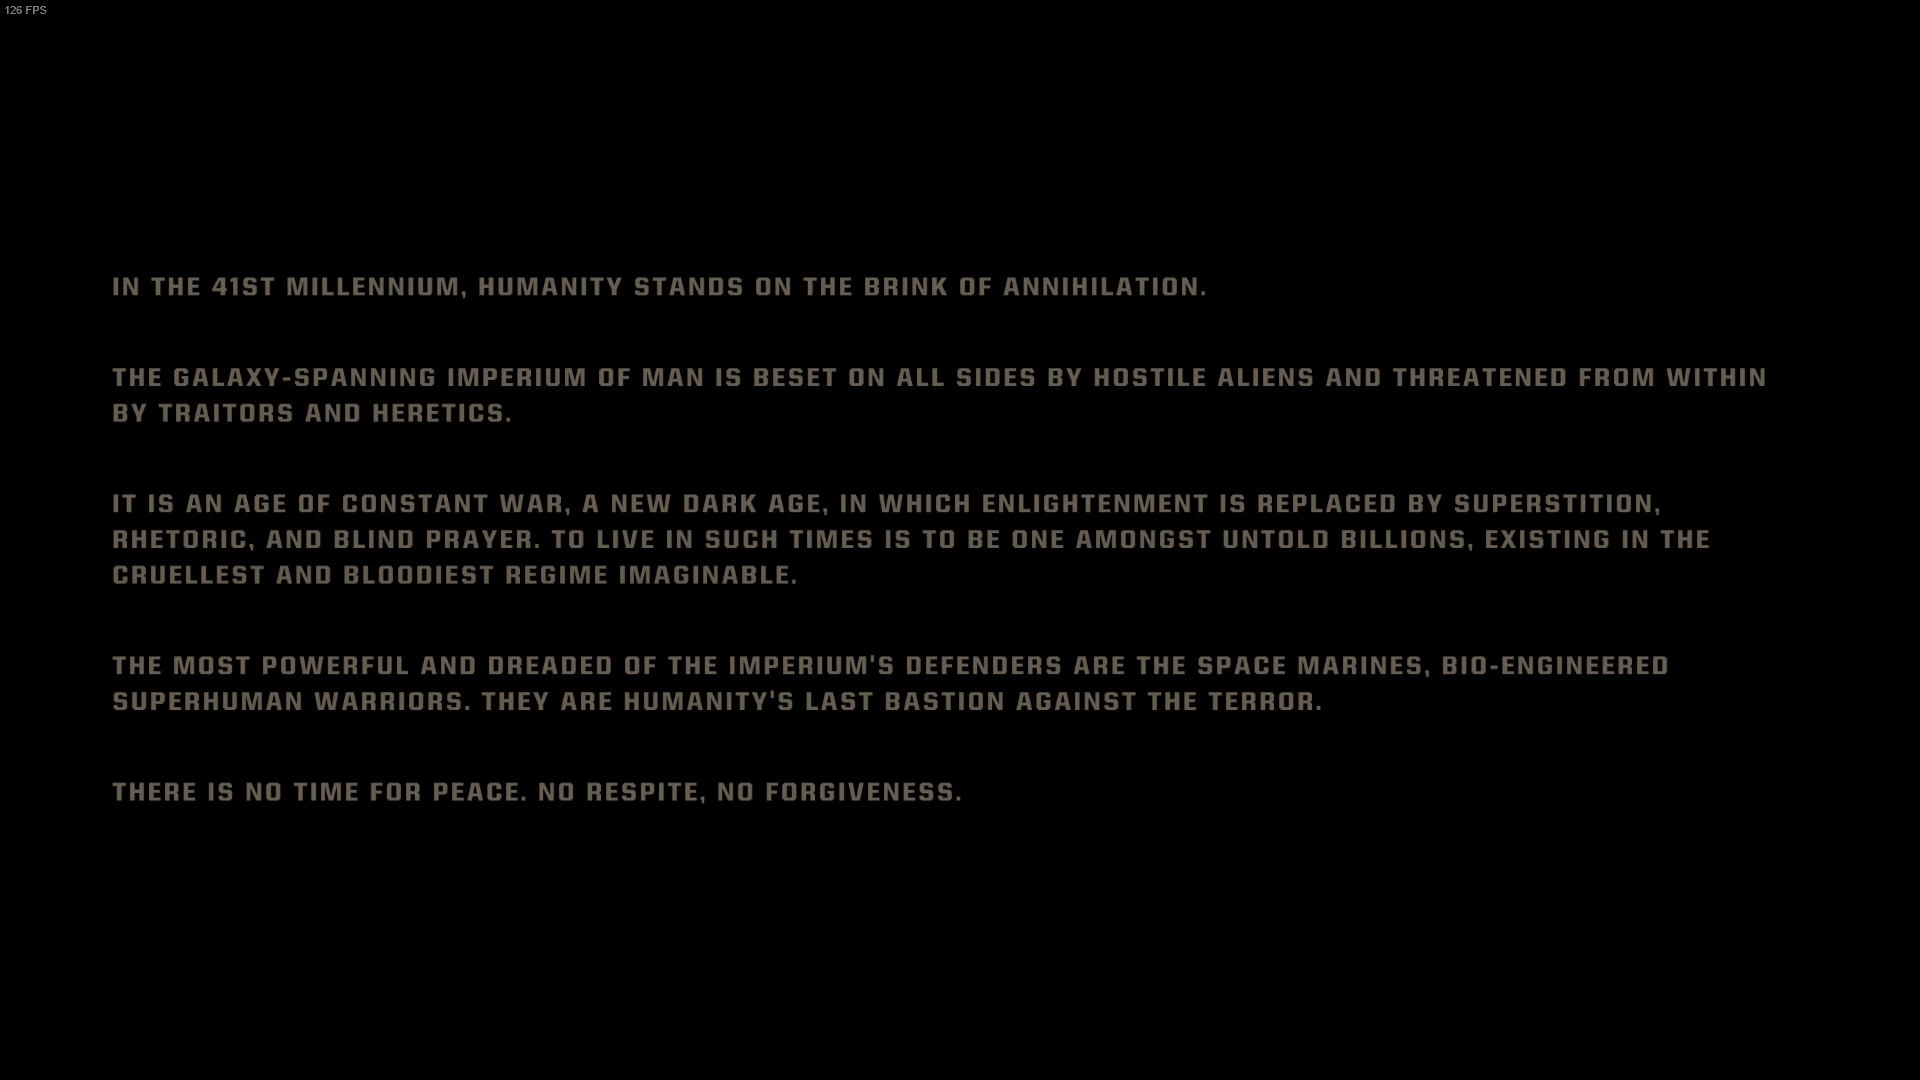 126 FPS
IN THE 41ST MILLENNIUM, HUMANITY STANDS ON THE BRINK OF ANNIHILATION.
THE GALAXY-SPANNING IMPERIUM OF MAN IS BESET ON ALL SIDES BY HOSTILE ALIENS AND THREATENED FROM WITHIN
BY TRAITORS AND HERETICS.
IT IS AN AGE OF CONSTANT WAR, A NEW DARK AGE, IN WHICH ENLIGHTENMENT IS REPLACED BY SUPERSTITION,
RHETORIC, AND BLIND PRAYER. TO LIVE IN SUCH TIMES IS TO BE ONE AMONGST UNTOLD BILLIONS, EXISTING IN THE
CRUELLEST AND BLOODIEST REGIME IMAGINABLE.
THE MOST POWERFUL AND DREADED OF THE IMPERIUM'S DEFENDERS ARE THE SPACE MARINES, BIO-ENGINEERED
SUPERHUMAN WARRIORS. THEY ARE HUMANITY'S LAST BASTION AGAINST THE TERROR.
THERE IS NO TIME FOR PEACE. NO RESPITE, NO FORGIVENESS.